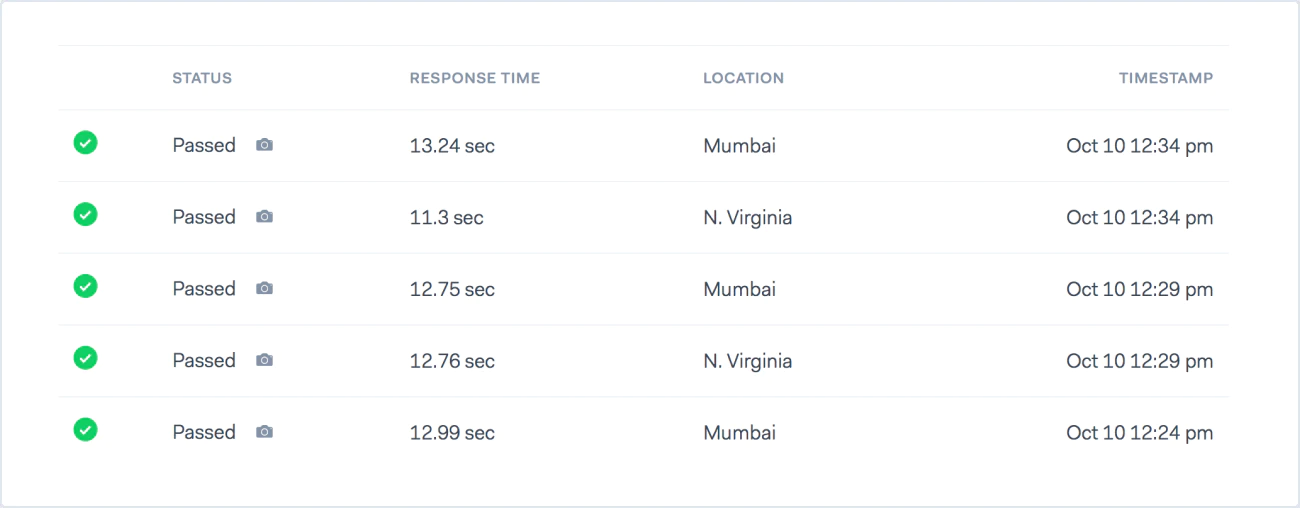 STATUS RESPONSE TIME LOCATION TIMESTAMP
Passed 13.24 sec Mumbai Oct 10 12:34 pm
Passed 11.3 sec N. Virginia Oct 10 12:34 pm
Passed 12.75 sec Mumbai Oct 10 12:29 pm
Passed 12.76 sec N. Virginia Oct 10 12:29 pm
Passed 12.99 sec Mumbai Oct 10 12:24 pm